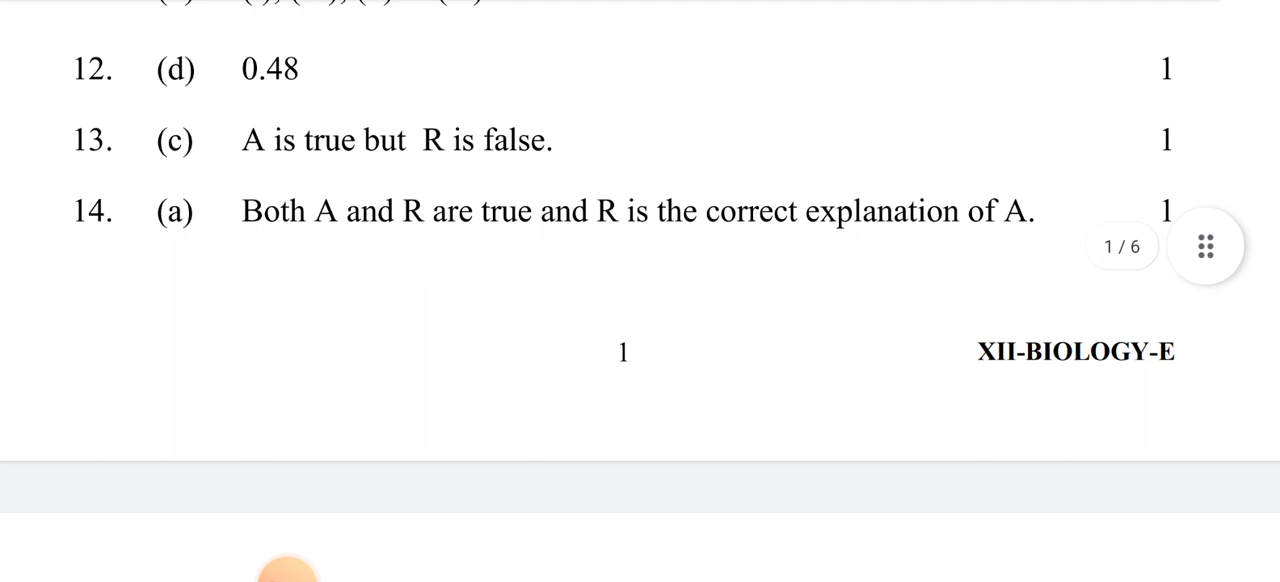 12. (d) 0.48 1
13. (c) A is true but R is false. 1
14. (a) Both A and R are true and R is the correct explanation of A. 1
1 / 6
1 XII-BIOLOGY-E